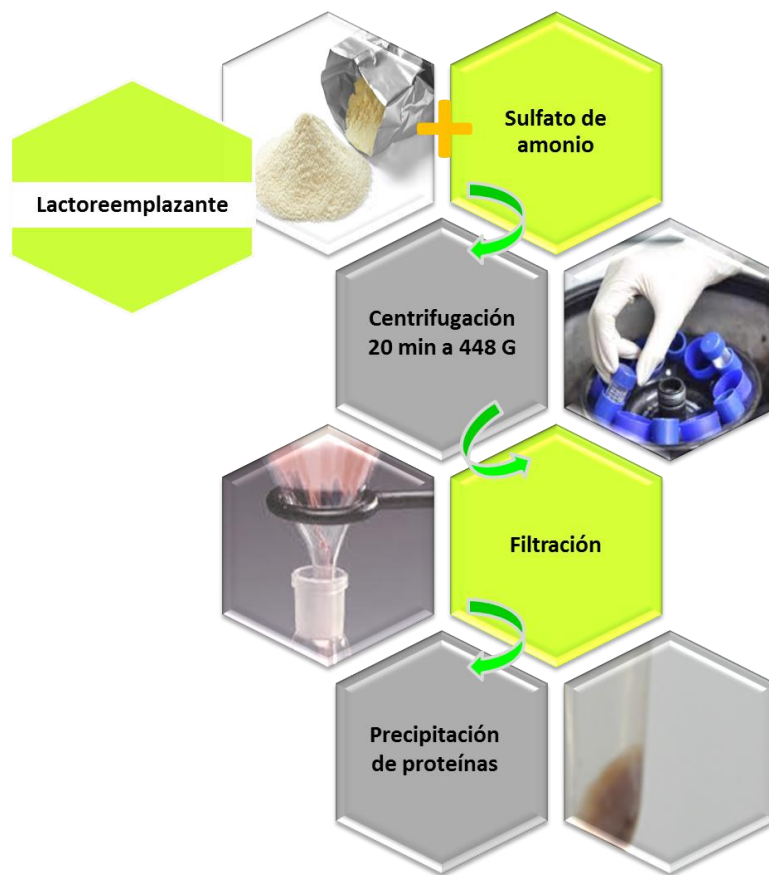 Lactoreemplazante
Sulfato de
amonio
Centrifugación
20 min a 448 G
Filtración
Precipitación
de proteínas